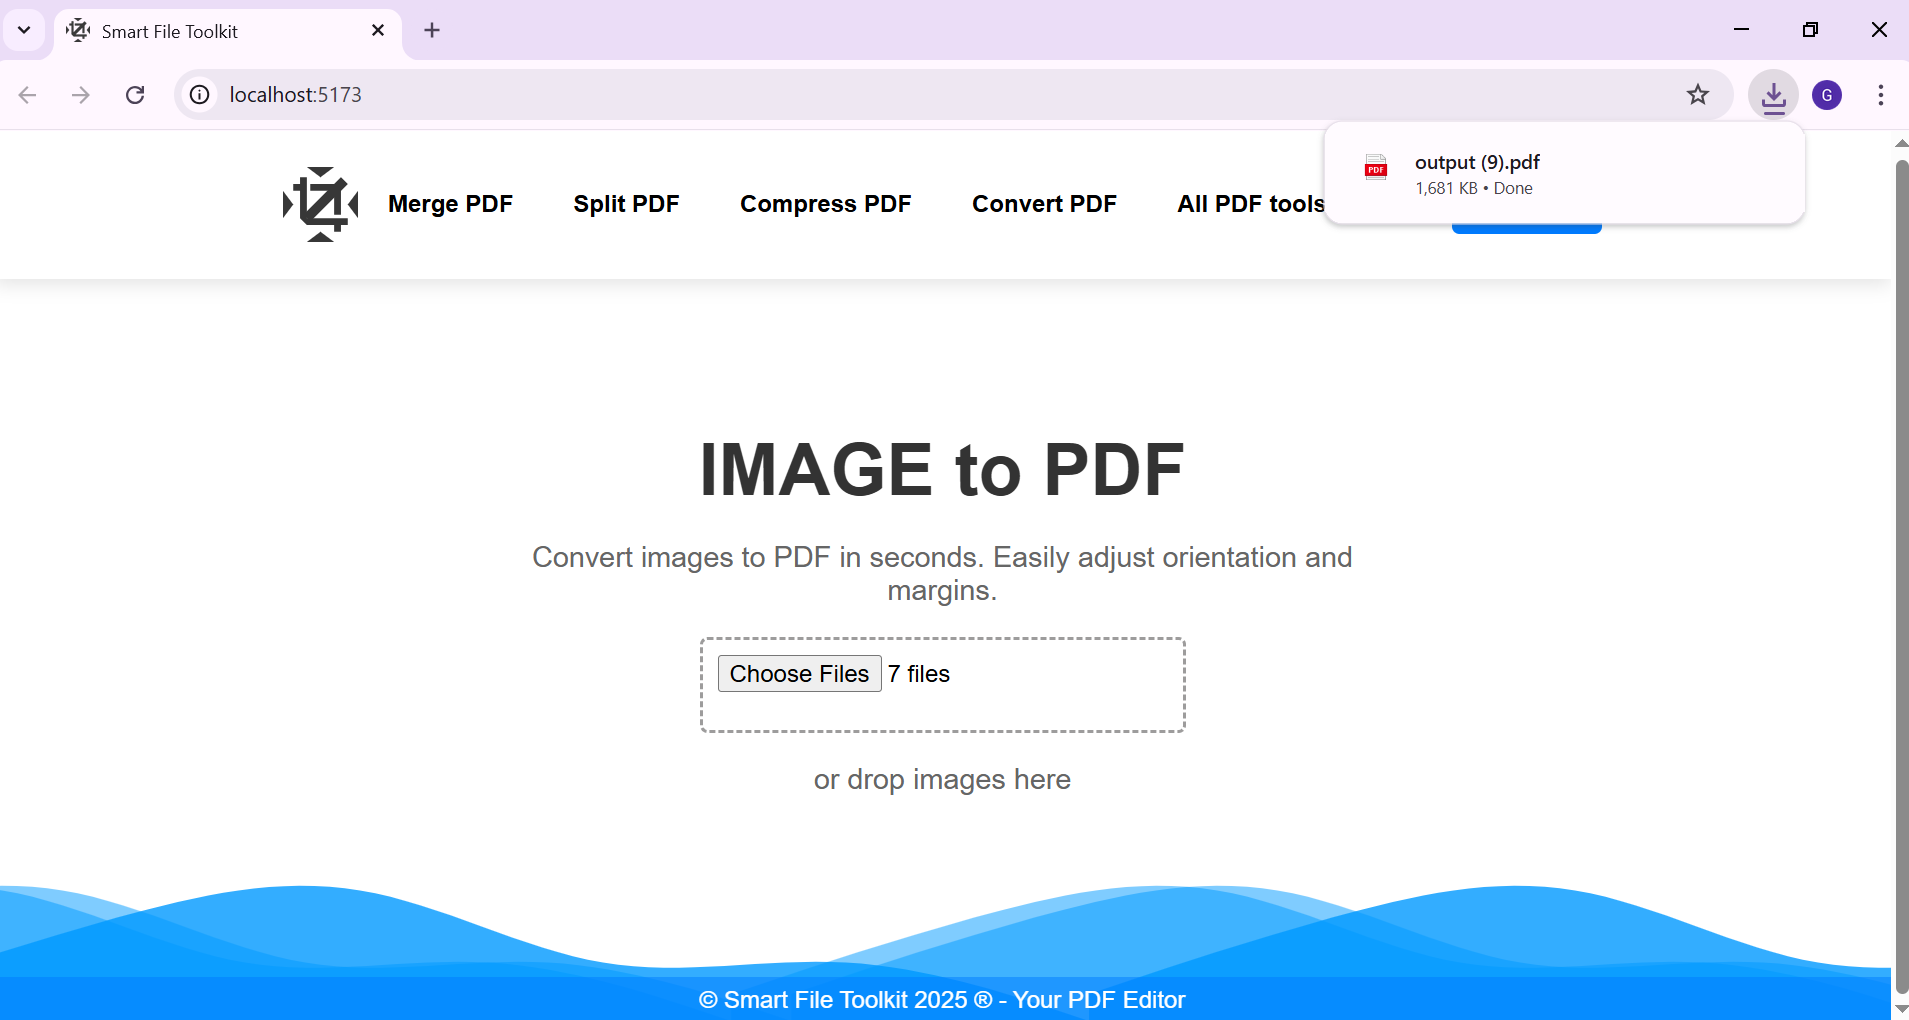 Smart File Toolkit
localhost:5173
G
output (9).pdf
PDF
1,681 KB • Done
Merge PDF
Split PDF
Compress PDF
Convert PDF
All PDF tools
IMAGE to PDF
Convert images to PDF in seconds. Easily adjust orientation and
margins.
Choose Files 7 files
or drop images here
© Smart File Toolkit 2025 ® - Your PDF Editor